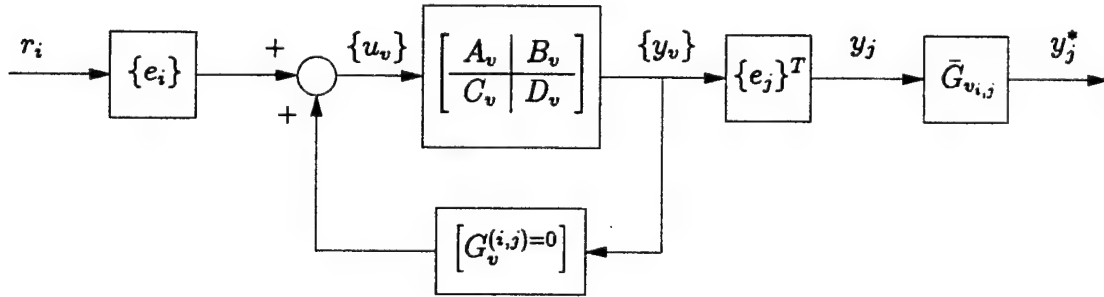 r_i
{e_i}
+
+
{u_v}
[ A_v | B_v
C_v | D_v ]
{y_v}
{e_j}^T
y_j
Ḡ_{v_{i,j}}
y_j^*
[G_v^{(i,j)=0}]